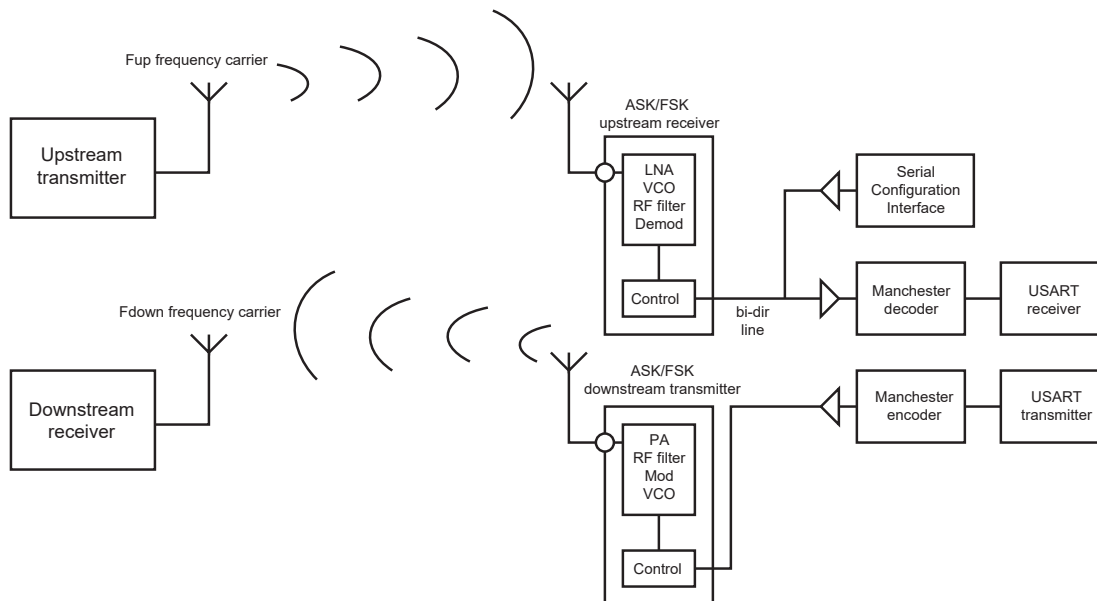 Fup frequency carrier
Upstream
transmitter
ASK/FSK
upstream receiver
LNA
VCO
RF filter
Demod
Control
bi-dir
line
Serial
Configuration
Interface
Manchester
decoder
USART
receiver
Fdown frequency carrier
Downstream
receiver
ASK/FSK
downstream transmitter
PA
RF filter
Mod
VCO
Control
Manchester
encoder
USART
transmitter